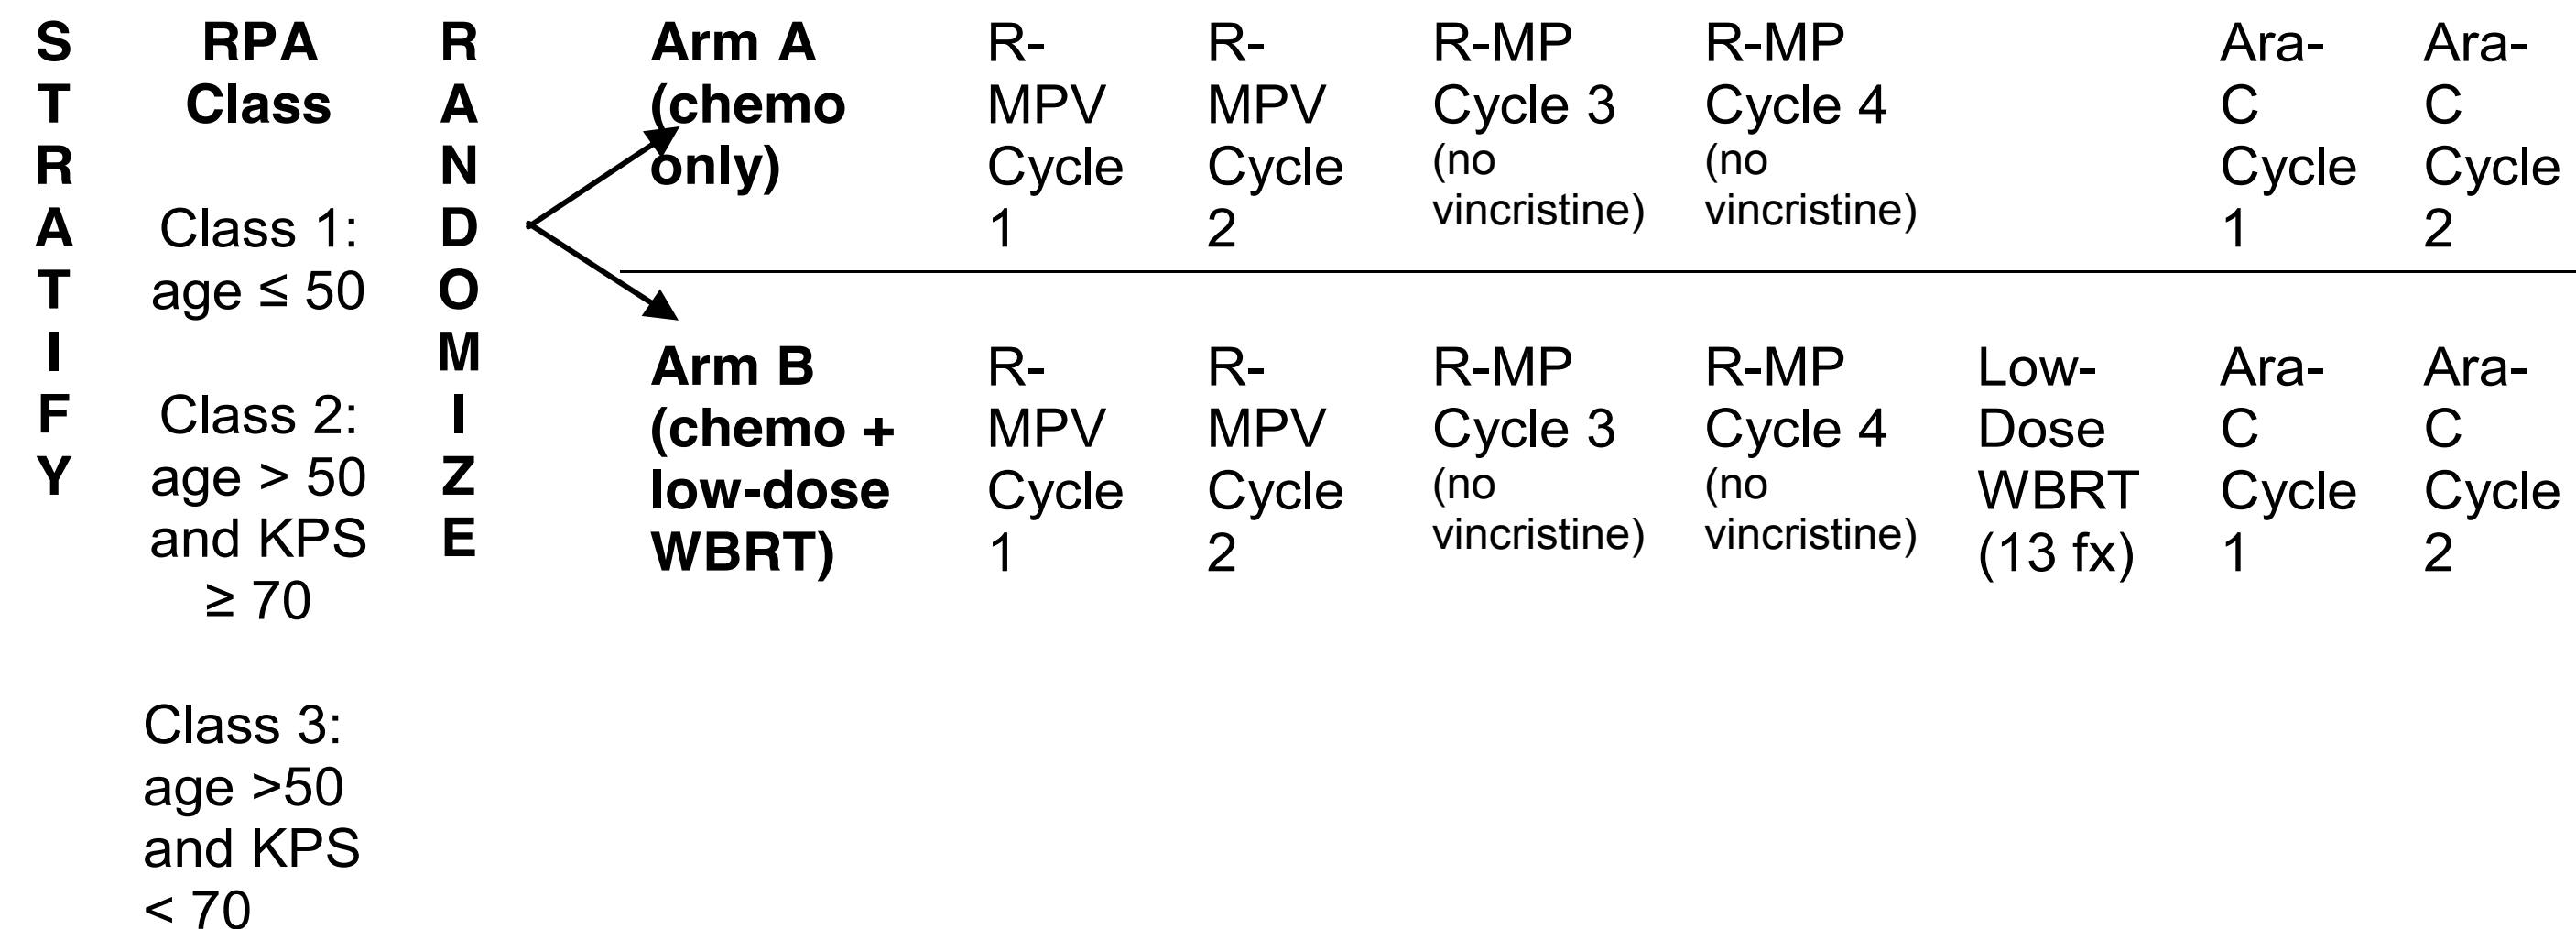 S
T
R
A
T
I
F
Y
RPA
Class
Class 1:
age ≤ 50
Class 2:
age > 50
and KPS
≥ 70
Class 3:
age >50
and KPS
< 70
R
A
N
D
O
M
I
Z
E
Arm A
(chemo
only)
R-
MPV
Cycle
1
R-
MPV
Cycle
2
R-MP
Cycle 3
(no
vincristine)
R-MP
Cycle 4
(no
vincristine)
Ara-
C
Cycle
1
Ara-
C
Cycle
2
Arm B
(chemo +
low-dose
WBRT)
R-
MPV
Cycle
1
R-
MPV
Cycle
2
R-MP
Cycle 3
(no
vincristine)
R-MP
Cycle 4
(no
vincristine)
Low-
Dose
WBRT
(13 fx)
Ara-
C
Cycle
1
Ara-
C
Cycle
2